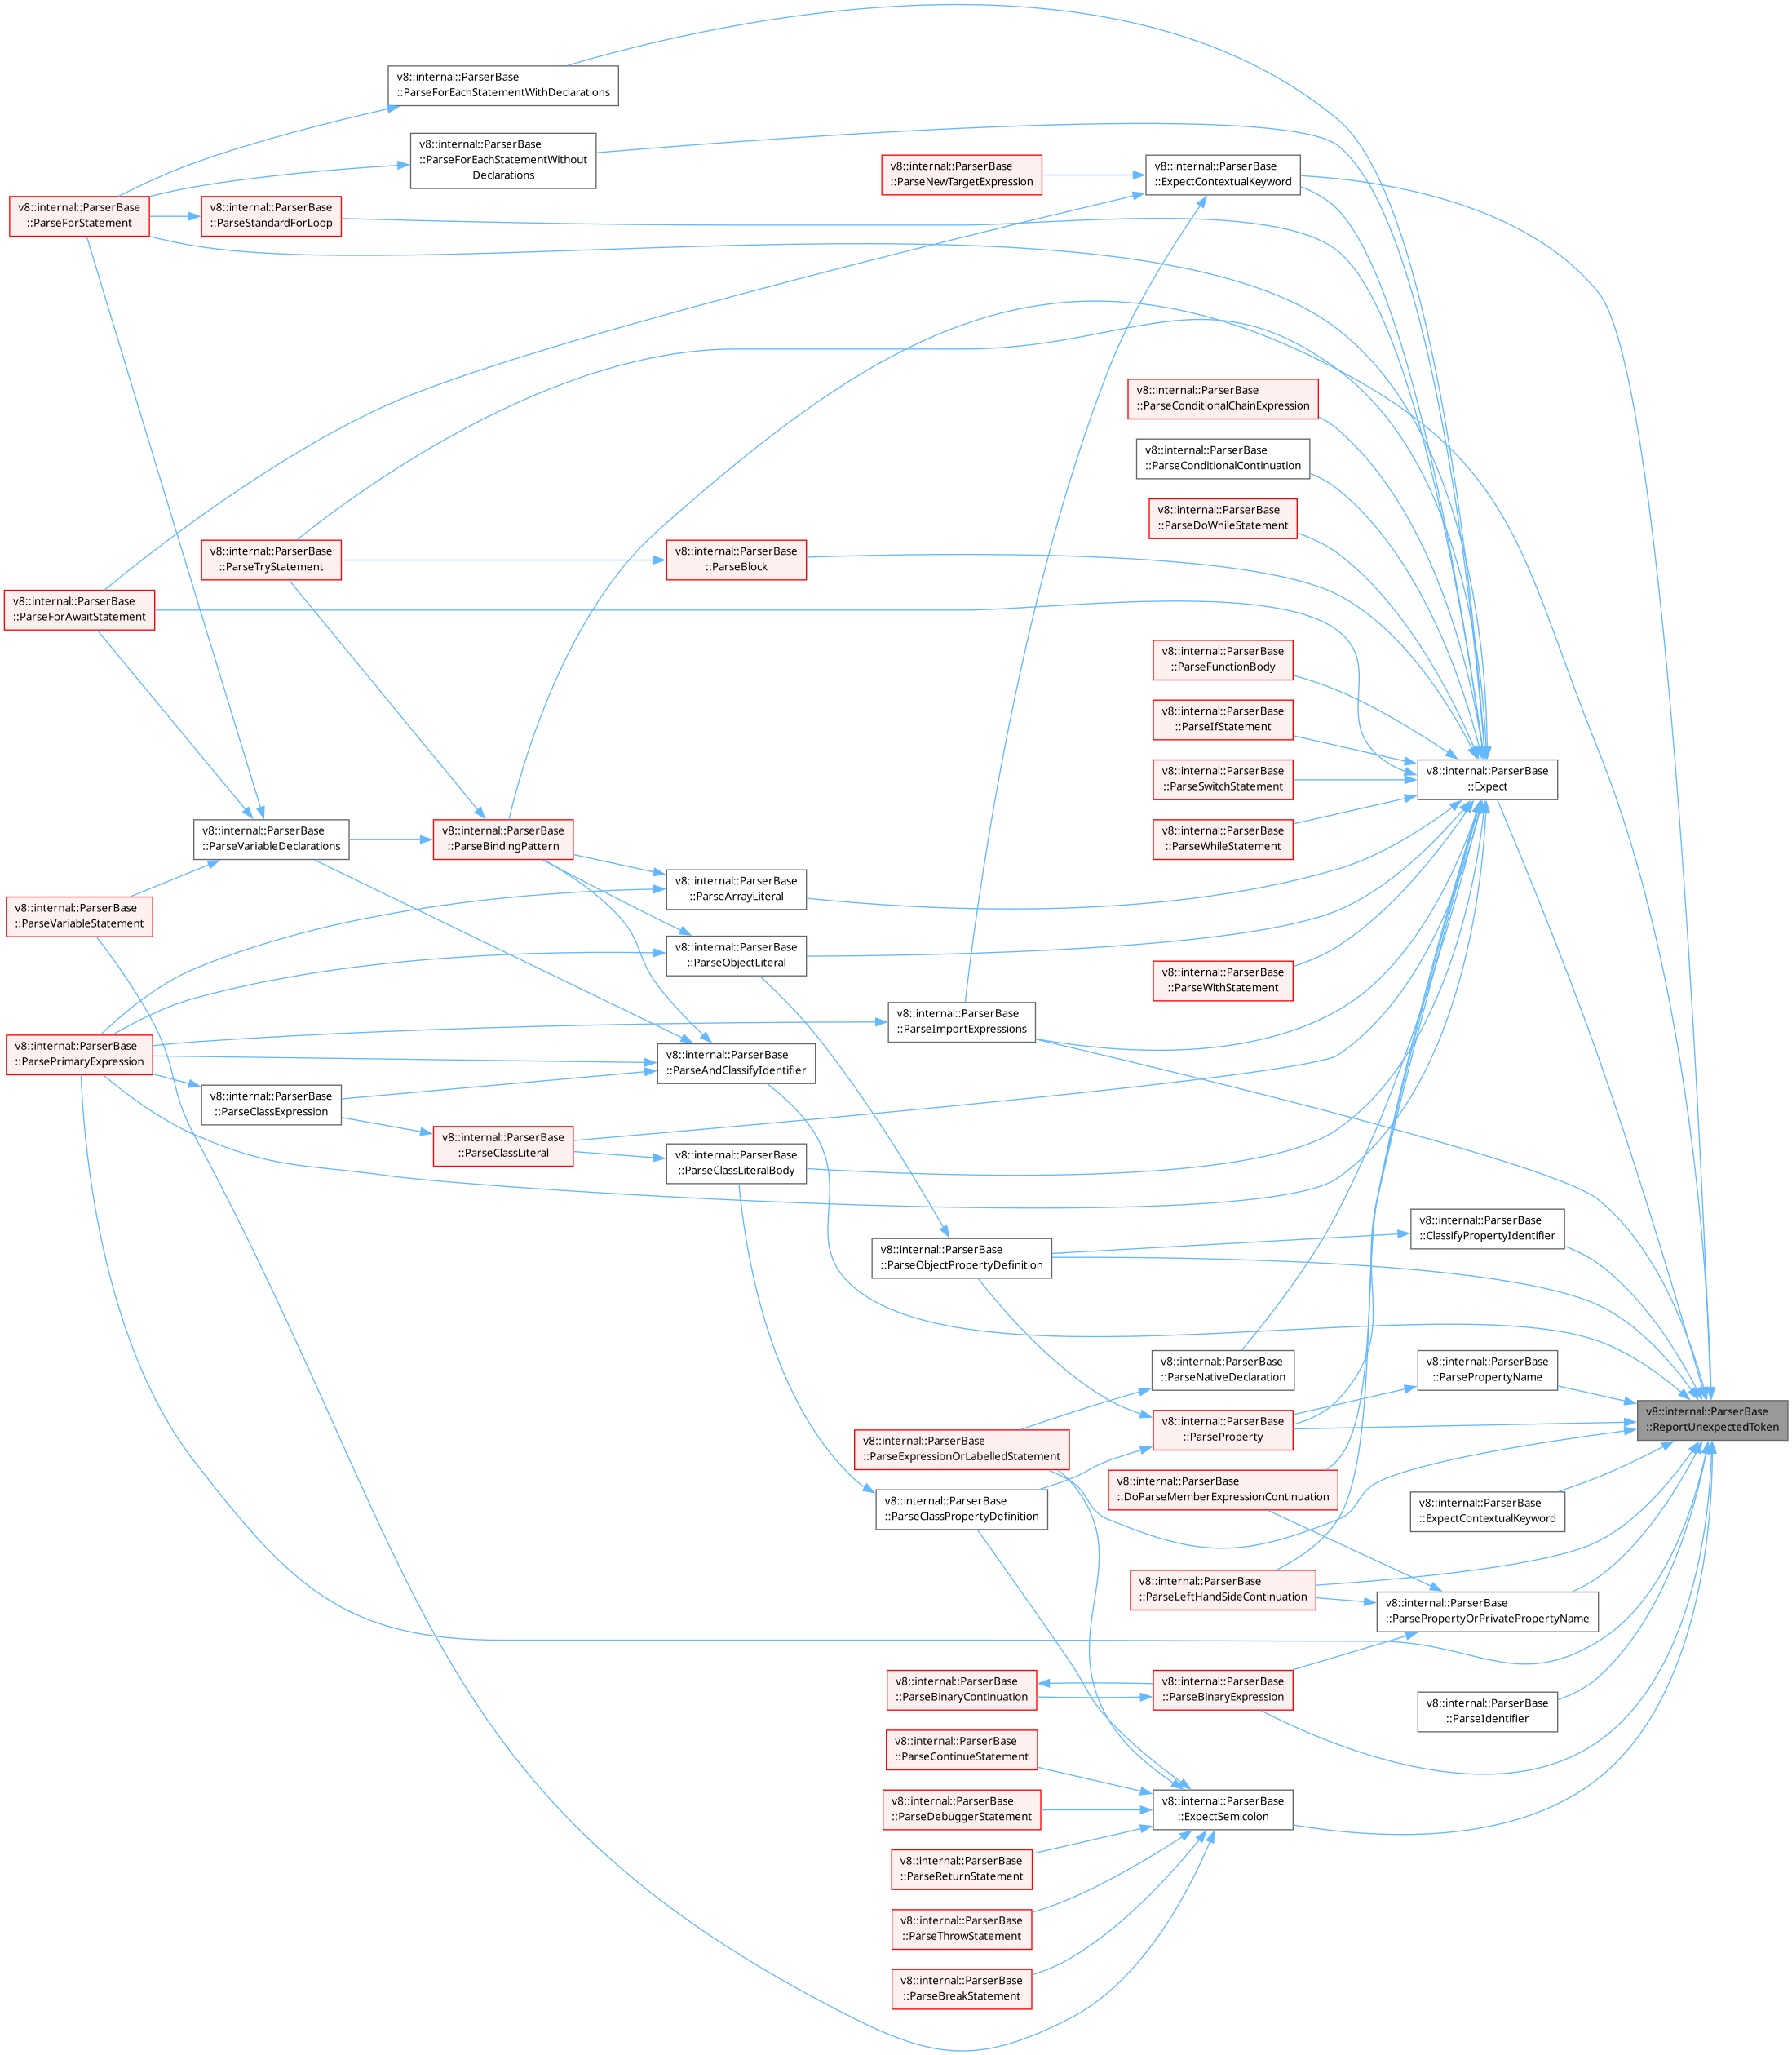 v8::internal::ParserBase
::ParseForEachStatementWithDeclarations
v8::internal::ParserBase
::ParseForEachStatementWithout
Declarations
v8::internal::ParserBase
::ParseNewTargetExpression
v8::internal::ParserBase
::ExpectContextualKeyword
v8::internal::ParserBase
::ParseForStatement
v8::internal::ParserBase
::ParseStandardForLoop
v8::internal::ParserBase
::ParseConditionalChainExpression
v8::internal::ParserBase
::ParseConditionalContinuation
v8::internal::ParserBase
::ParseDoWhileStatement
v8::internal::ParserBase
::ParseTryStatement
v8::internal::ParserBase
::ParseBlock
v8::internal::ParserBase
::ParseForAwaitStatement
v8::internal::ParserBase
::ParseFunctionBody
v8::internal::ParserBase
::ParseIfStatement
v8::internal::ParserBase
::ParseSwitchStatement
v8::internal::ParserBase
::Expect
v8::internal::ParserBase
::ParseWhileStatement
v8::internal::ParserBase
::ParseVariableDeclarations
v8::internal::ParserBase
::ParseBindingPattern
v8::internal::ParserBase
::ParseArrayLiteral
v8::internal::ParserBase
::ParseVariableStatement
v8::internal::ParserBase
::ParseObjectLiteral
v8::internal::ParserBase
::ParseWithStatement
v8::internal::ParserBase
::ParseImportExpressions
v8::internal::ParserBase
::ParsePrimaryExpression
v8::internal::ParserBase
::ParseAndClassifyIdentifier
v8::internal::ParserBase
::ParseClassExpression
v8::internal::ParserBase
::ParseClassLiteral
v8::internal::ParserBase
::ParseClassLiteralBody
v8::internal::ParserBase
::ClassifyPropertyIdentifier
v8::internal::ParserBase
::ParseObjectPropertyDefinition
v8::internal::ParserBase
::ParseNativeDeclaration
v8::internal::ParserBase
::ParsePropertyName
v8::internal::ParserBase
::ReportUnexpectedToken
v8::internal::ParserBase
::ParseProperty
v8::internal::ParserBase
::ParseExpressionOrLabelledStatement
v8::internal::ParserBase
::DoParseMemberExpressionContinuation
v8::internal::ParserBase
::ParseClassPropertyDefinition
v8::internal::ParserBase
::ExpectContextualKeyword
v8::internal::ParserBase
::ParseLeftHandSideContinuation
v8::internal::ParserBase
::ParsePropertyOrPrivatePropertyName
v8::internal::ParserBase
::ParseBinaryContinuation
v8::internal::ParserBase
::ParseBinaryExpression
v8::internal::ParserBase
::ParseIdentifier
v8::internal::ParserBase
::ParseContinueStatement
v8::internal::ParserBase
::ParseDebuggerStatement
v8::internal::ParserBase
::ExpectSemicolon
v8::internal::ParserBase
::ParseReturnStatement
v8::internal::ParserBase
::ParseThrowStatement
v8::internal::ParserBase
::ParseBreakStatement